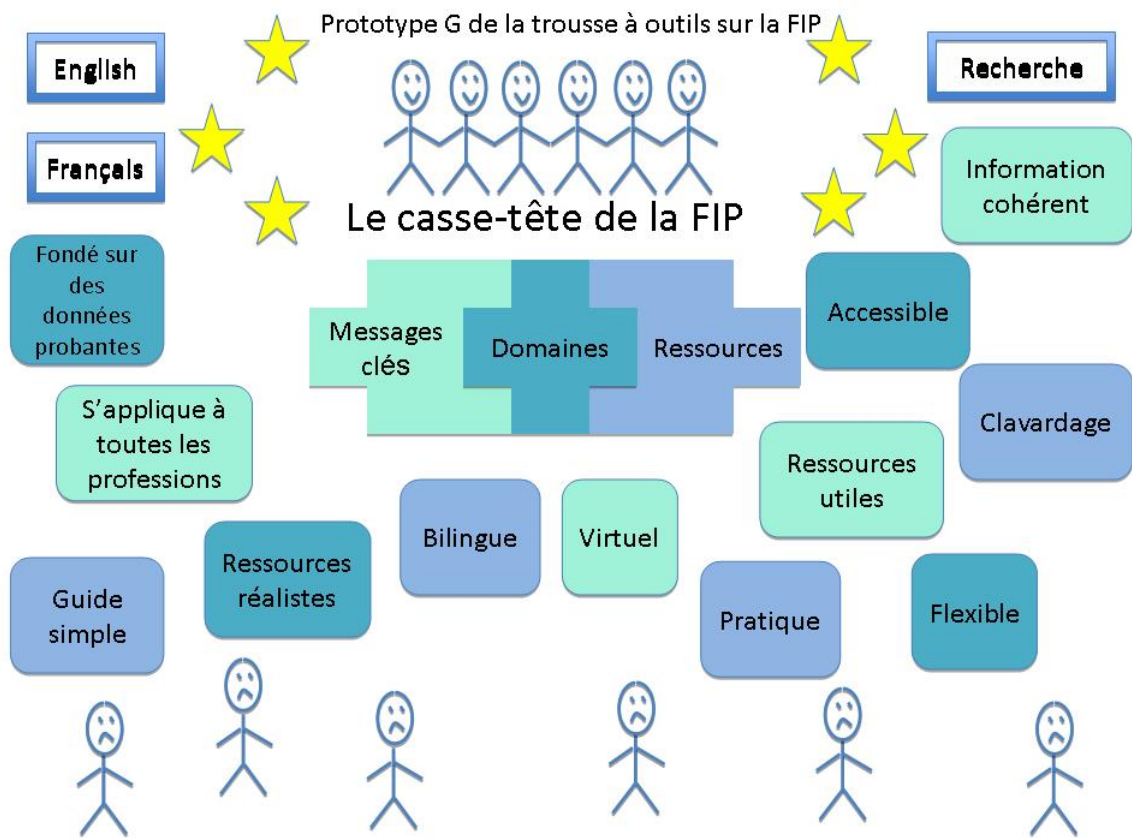 Prototype G de la trousse à outils sur la FIP
English
Recherche
Français
Information
cohérent
Le casse-tête de la FIP
Fondé sur
des
données
probantes
Messages
clés
Domaines
Ressources
Accessible
Clavardage
S'applique à
toutes les
professions
Ressources
utiles
Bilingue
Virtuel
Ressources
réalistes
Guide
simple
Pratique
Flexible